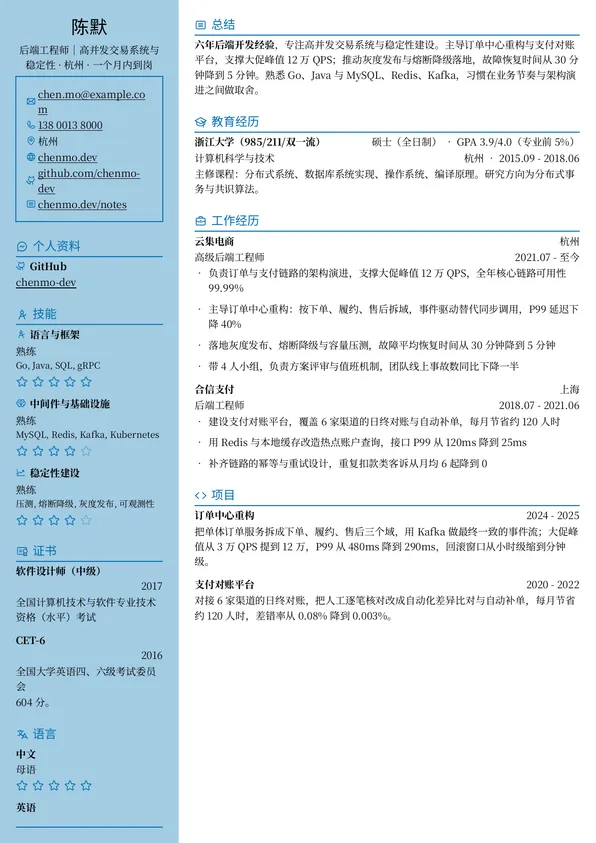 陈默
后端工程师｜高并发交易系统与
稳定性 · 杭州 · 一个月内到岗
chen.mo@example.co
m
138 0013 8000
杭州
chenmo.dev
github.com/chenmo-
dev
chenmo.dev/notes
个人资料
GitHub
chenmo-dev
技能
语言与框架
熟练
Go, Java, SQL, gRPC
中间件与基础设施
熟练
MySQL, Redis, Kafka, Kubernetes
稳定性建设
熟练
压测, 熔断降级, 灰度发布, 可观测性
证书
软件设计师（中级）
2017
全国计算机技术与软件专业技术
资格（水平）考试
CET-6
2016
全国大学英语四、六级考试委员
会
604 分。
语言
中文
母语
英语
总结
六年后端开发经验，专注高并发交易系统与稳定性建设。主导订单中心重构与支付对账
平台，支撑大促峰值 12 万 QPS；推动灰度发布与熔断降级落地，故障恢复时间从 30 分
钟降到 5 分钟。熟悉 Go、Java 与 MySQL、Redis、Kafka，习惯在业务节奏与架构演
进之间做取舍。
教育经历
浙江大学（985/211/双一流） 硕士（全日制） · GPA 3.9/4.0（专业前 5%）
计算机科学与技术 杭州 · 2015.09 - 2018.06
主修课程：分布式系统、数据库系统实现、操作系统、编译原理。研究方向为分布式事
务与共识算法。
工作经历
云集电商 杭州
高级后端工程师 2021.07 - 至今
· 负责订单与支付链路的架构演进，支撑大促峰值 12 万 QPS，全年核心链路可用性
99.99%
· 主导订单中心重构：按下单、履约、售后拆域，事件驱动替代同步调用，P99 延迟下
降 40%
· 落地灰度发布、熔断降级与容量压测，故障平均恢复时间从 30 分钟降到 5 分钟
· 带 4 人小组，负责方案评审与值班机制，团队线上事故数同比下降一半
合信支付 上海
后端工程师 2018.07 - 2021.06
· 建设支付对账平台，覆盖 6 家渠道的日终对账与自动补单，每月节省约 120 人时
· 用 Redis 与本地缓存改造热点账户查询，接口 P99 从 120ms 降到 25ms
· 补齐链路的幂等与重试设计，重复扣款类客诉从月均 6 起降到 0
项目
订单中心重构 2024 - 2025
把单体订单服务拆成下单、履约、售后三个域，用 Kafka 做最终一致的事件流；大促峰
值从 3 万 QPS 提到 12 万，P99 从 480ms 降到 290ms，回滚窗口从小时级缩到分钟
级。
支付对账平台 2020 - 2022
对接 6 家渠道的日终对账，把人工逐笔核对改成自动化差异比对与自动补单，每月节省
约 120 人时，差错率从 0.08% 降到 0.003%。